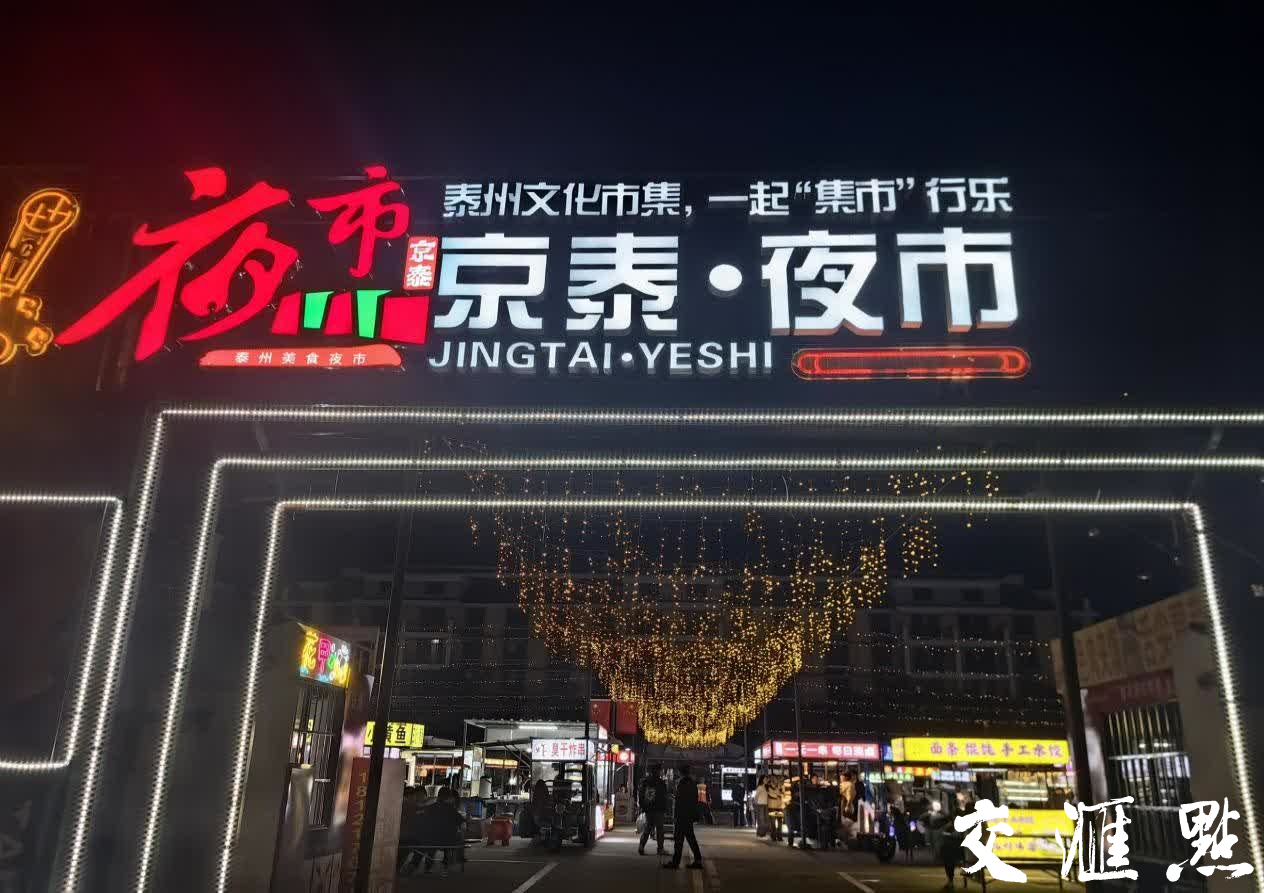 夜市
京泰
泰州美食夜市
泰州文化市集，一起“集市”行乐
京泰·夜市
JINGTAI·YESHI
臭干炸串
面条 馄饨 手工水饺
交汇點